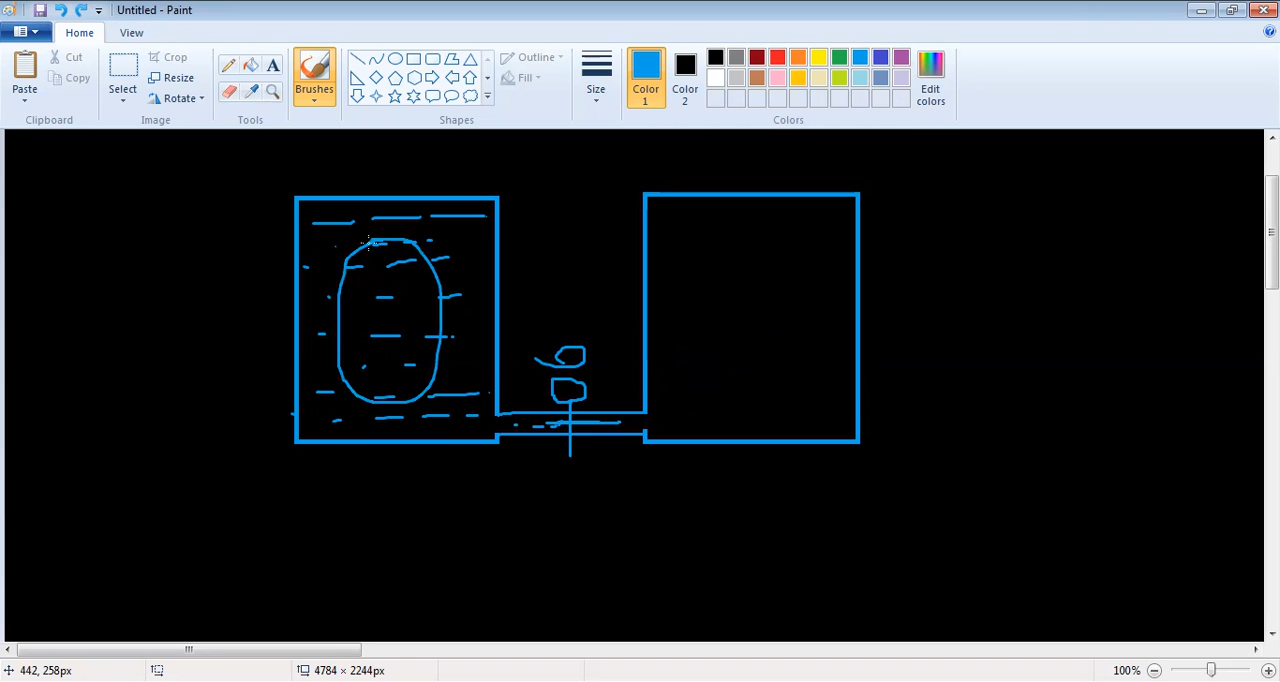 Untitled - Paint
Home View
Paste
Cut
Copy
Clipboard
Select
Crop
Resize
Rotate
Image
Tools
Brushes
Outline
Fill
Shapes
Size
Color 1
Color 2
Edit colors
Colors
442, 258px
4784 × 2244px
100%